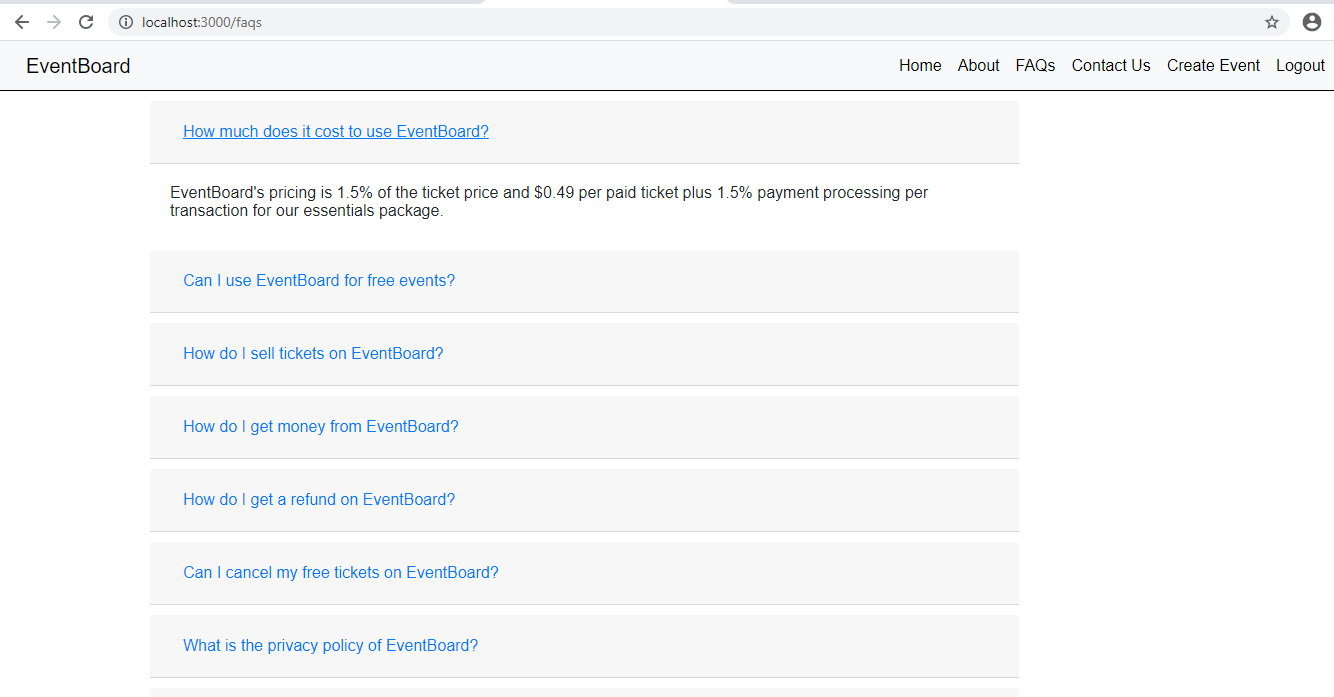 localhost:3000/faqs
EventBoard
Home About FAQs Contact Us Create Event Logout
How much does it cost to use EventBoard?
EventBoard's pricing is 1.5% of the ticket price and $0.49 per paid ticket plus 1.5% payment processing per
transaction for our essentials package.
Can I use EventBoard for free events?
How do I sell tickets on EventBoard?
How do I get money from EventBoard?
How do I get a refund on EventBoard?
Can I cancel my free tickets on EventBoard?
What is the privacy policy of EventBoard?